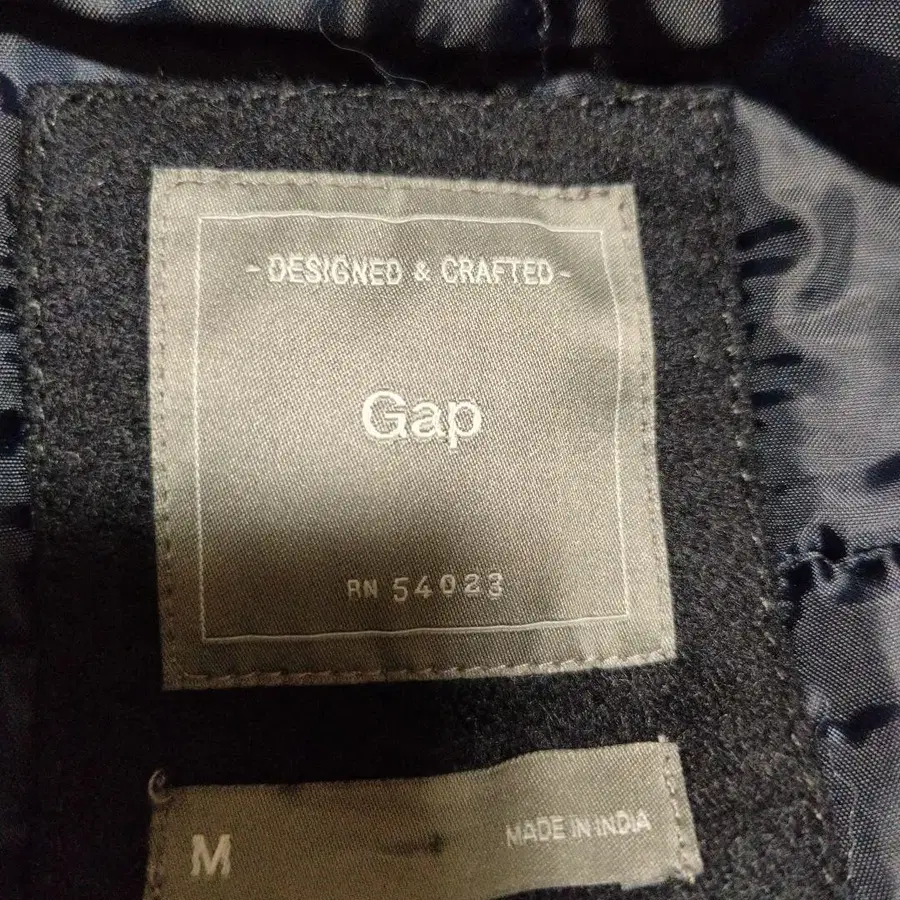 - DESIGNED & CRAFTED -
Gap
RN 54023
M
MADE IN INDIA